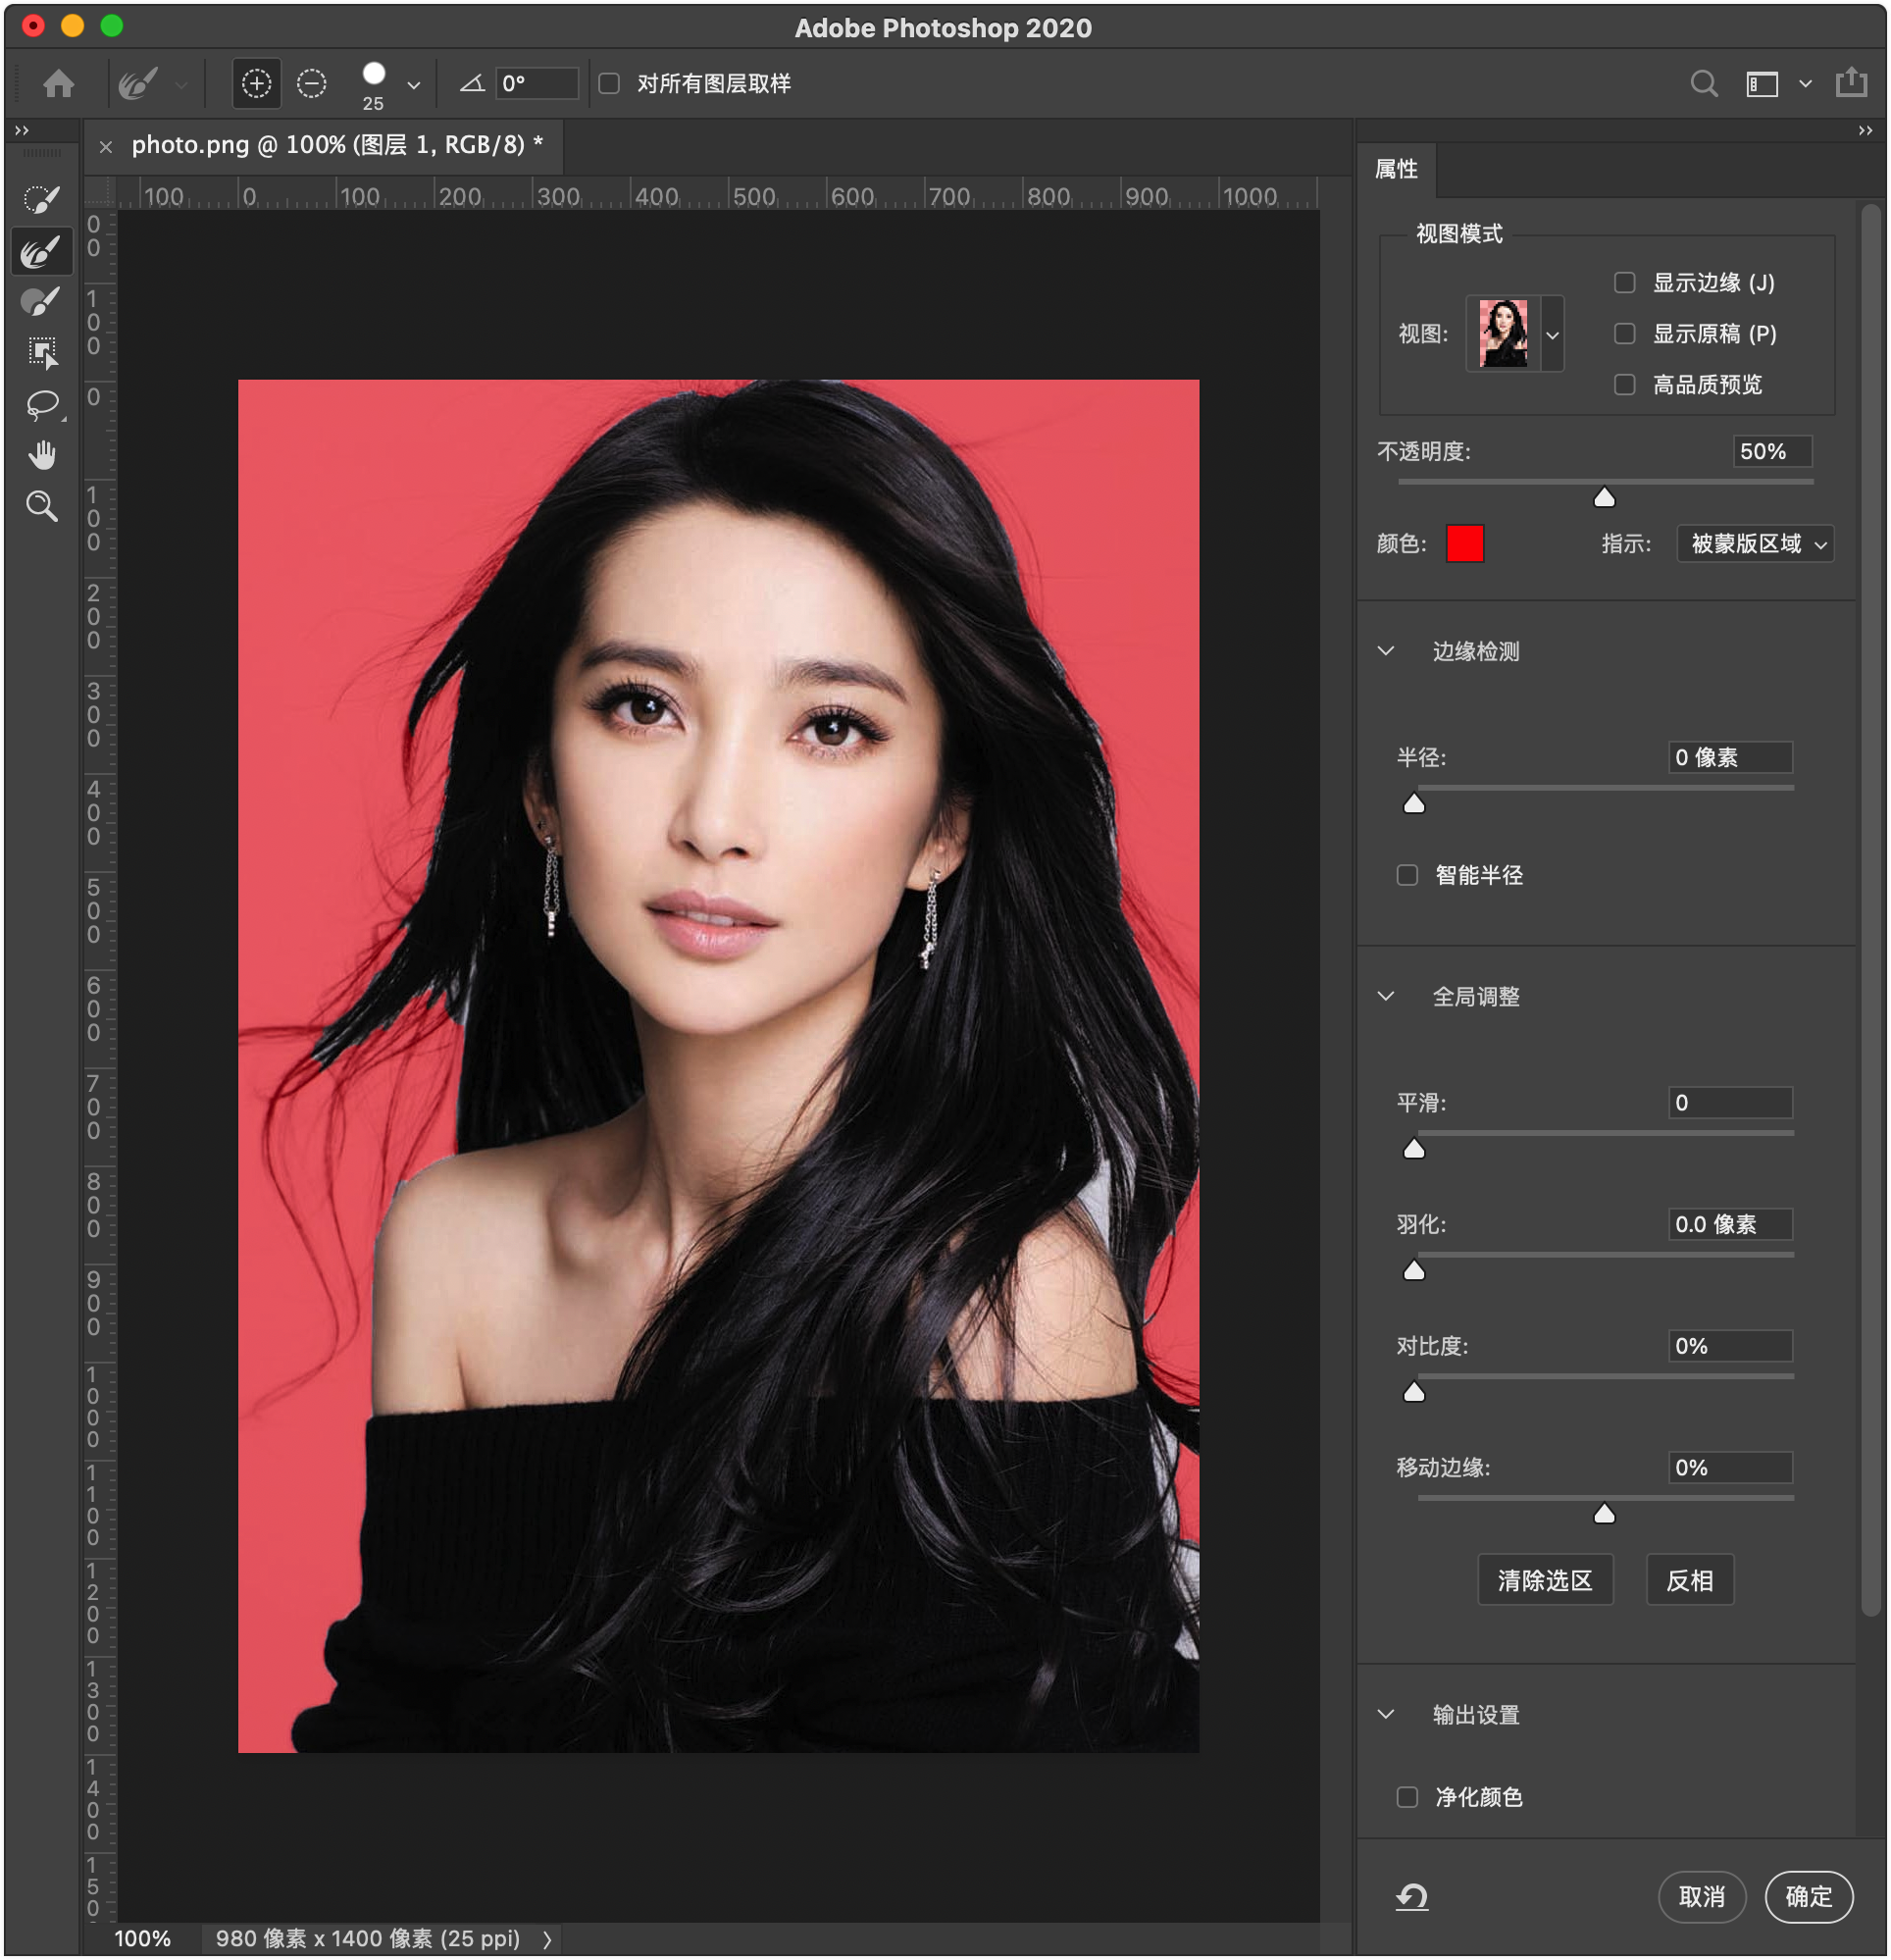 Adobe Photoshop 2020
25
0°
对所有图层取样
photo.png @ 100% (图层 1, RGB/8) *
100 0 100 200 300 400 500 600 700 800 900 1000
0
0
100
0
100
200
300
400
500
600
700
800
900
1000
1100
1200
1300
1400
150
属性
视图模式
视图:
显示边缘 (J)
显示原稿 (P)
高品质预览
不透明度: 50%
颜色: 指示: 被蒙版区域
边缘检测
半径: 0 像素
智能半径
全局调整
平滑: 0
羽化: 0.0 像素
对比度: 0%
移动边缘: 0%
清除选区 反相
输出设置
净化颜色
取消 确定
100% 980 像素 x 1400 像素 (25 ppi)